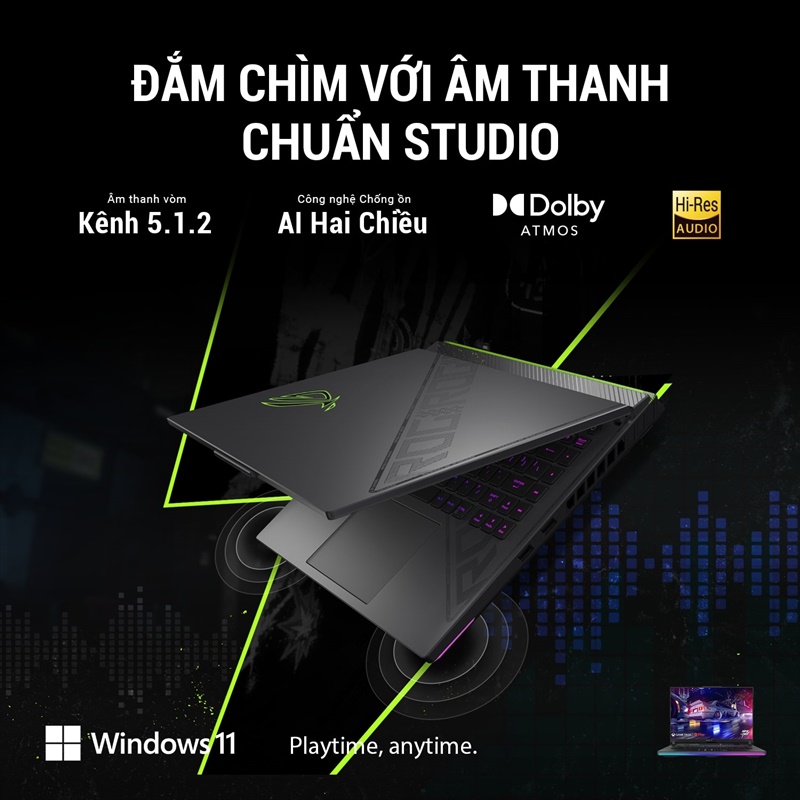 ĐẮM CHÌM VỚI ÂM THANH
CHUẨN STUDIO
Âm thanh vòm
Kênh 5.1.2
Công nghệ Chống ồn
AI Hai Chiều
Dolby
ATMOS
Hi-Res
AUDIO
Windows 11
Playtime, anytime.